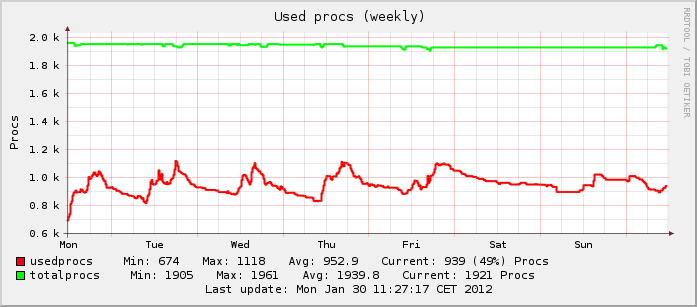 Used procs (weekly)
RRDTOOL / TOBI OETIKER
Procs
2.0 k
1.8 k
1.6 k
1.4 k
1.2 k
1.0 k
0.8 k
0.6 k
Mon Tue Wed Thu Fri Sat Sun
usedprocs Min: 674 Max: 1118 Avg: 952.9 Current: 939 (49%) Procs
totalprocs Min: 1905 Max: 1961 Avg: 1939.8 Current: 1921 Procs
Last update: Mon Jan 30 11:27:17 CET 2012